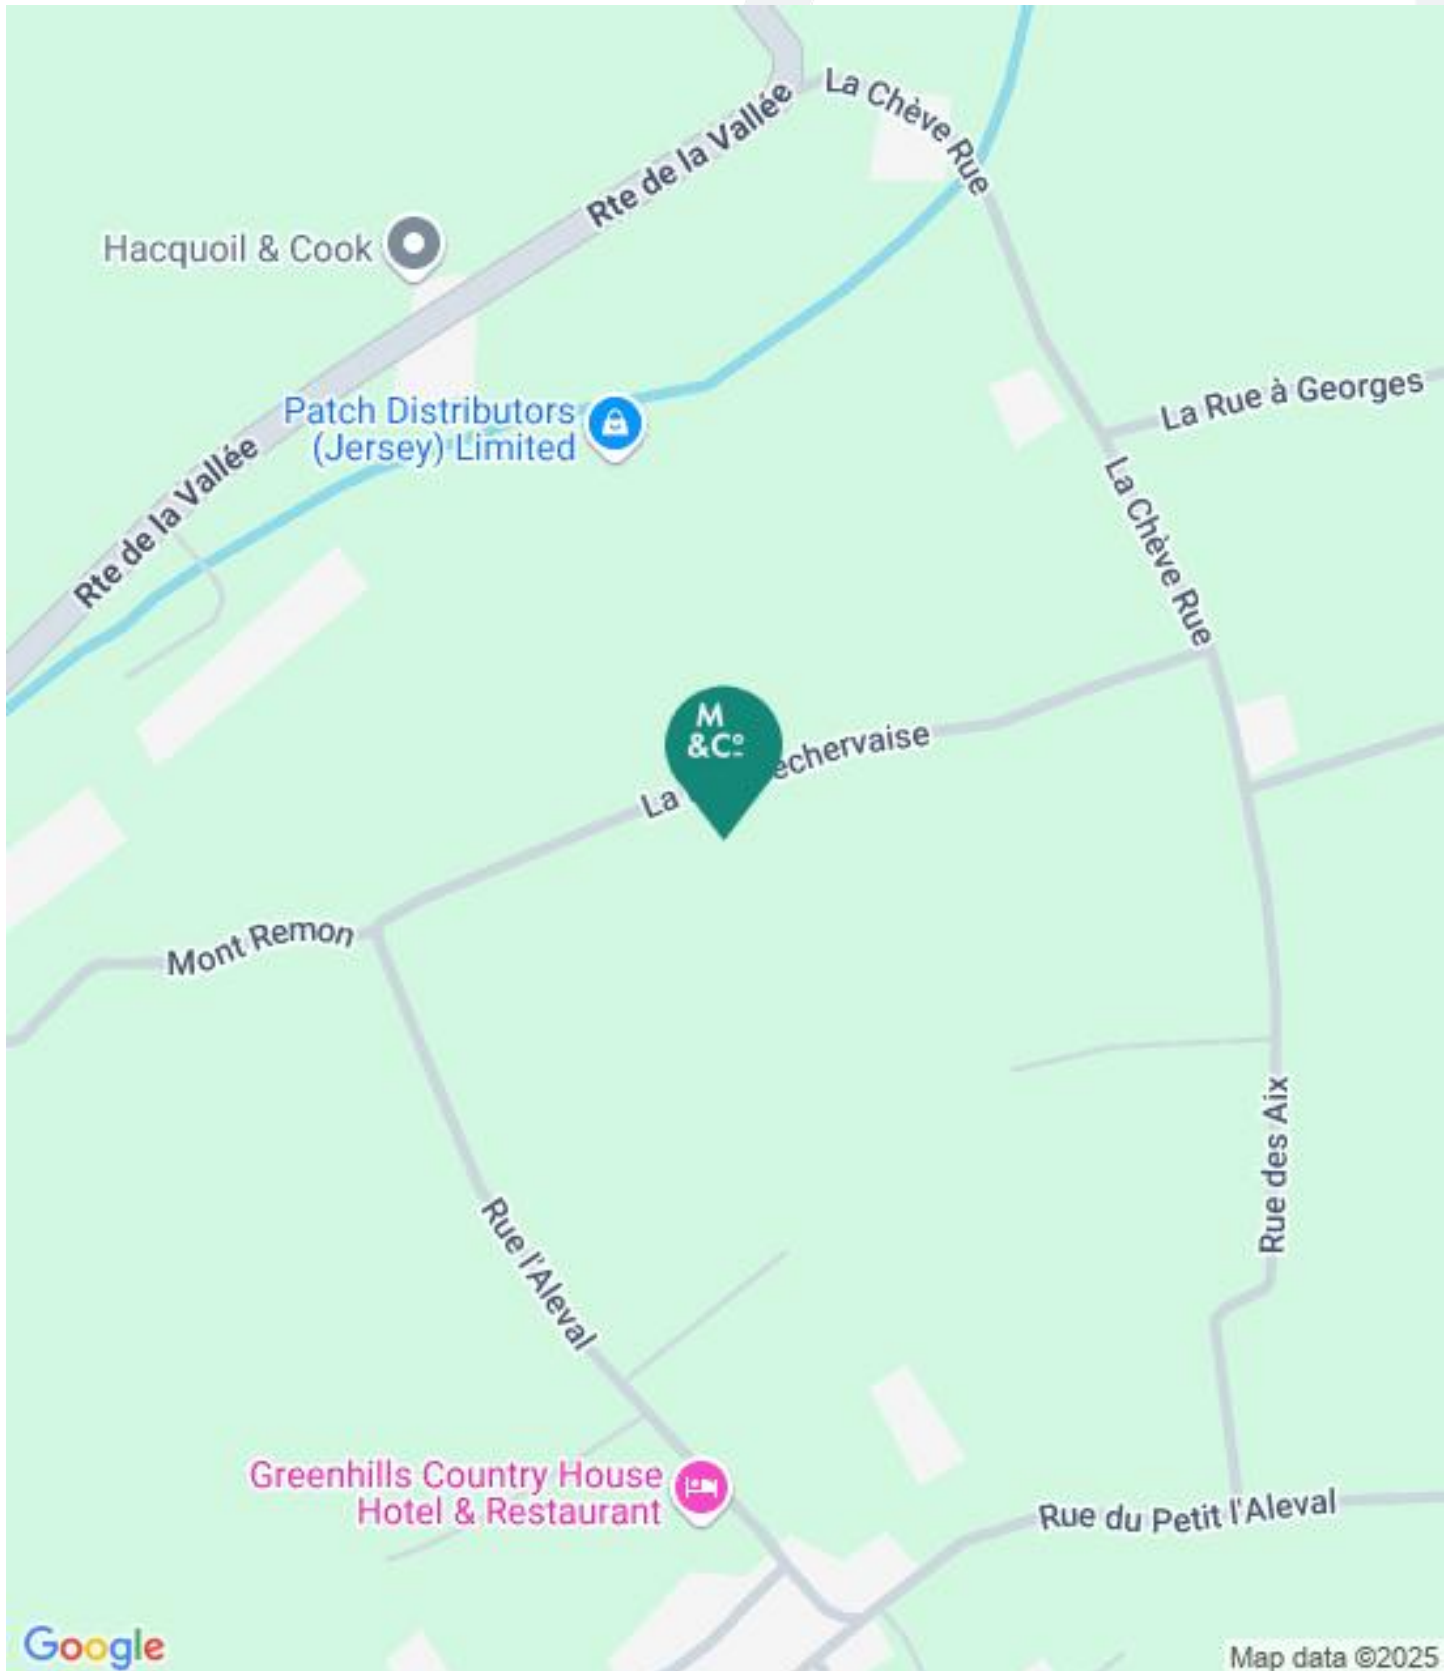 La Chève Rue
Rte de la Vallée
Hacquoil & Cook
La Rue à Georges
Patch Distributors
(Jersey) Limited
Rte de la Vallée
La Chève Rue
M
&Cº
La
echervaise
Mont Remon
Rue des Aix
Rue l'Aleval
Greenhills Country House
Hotel & Restaurant
Rue du Petit l'Aleval
Google
Map data ©2025